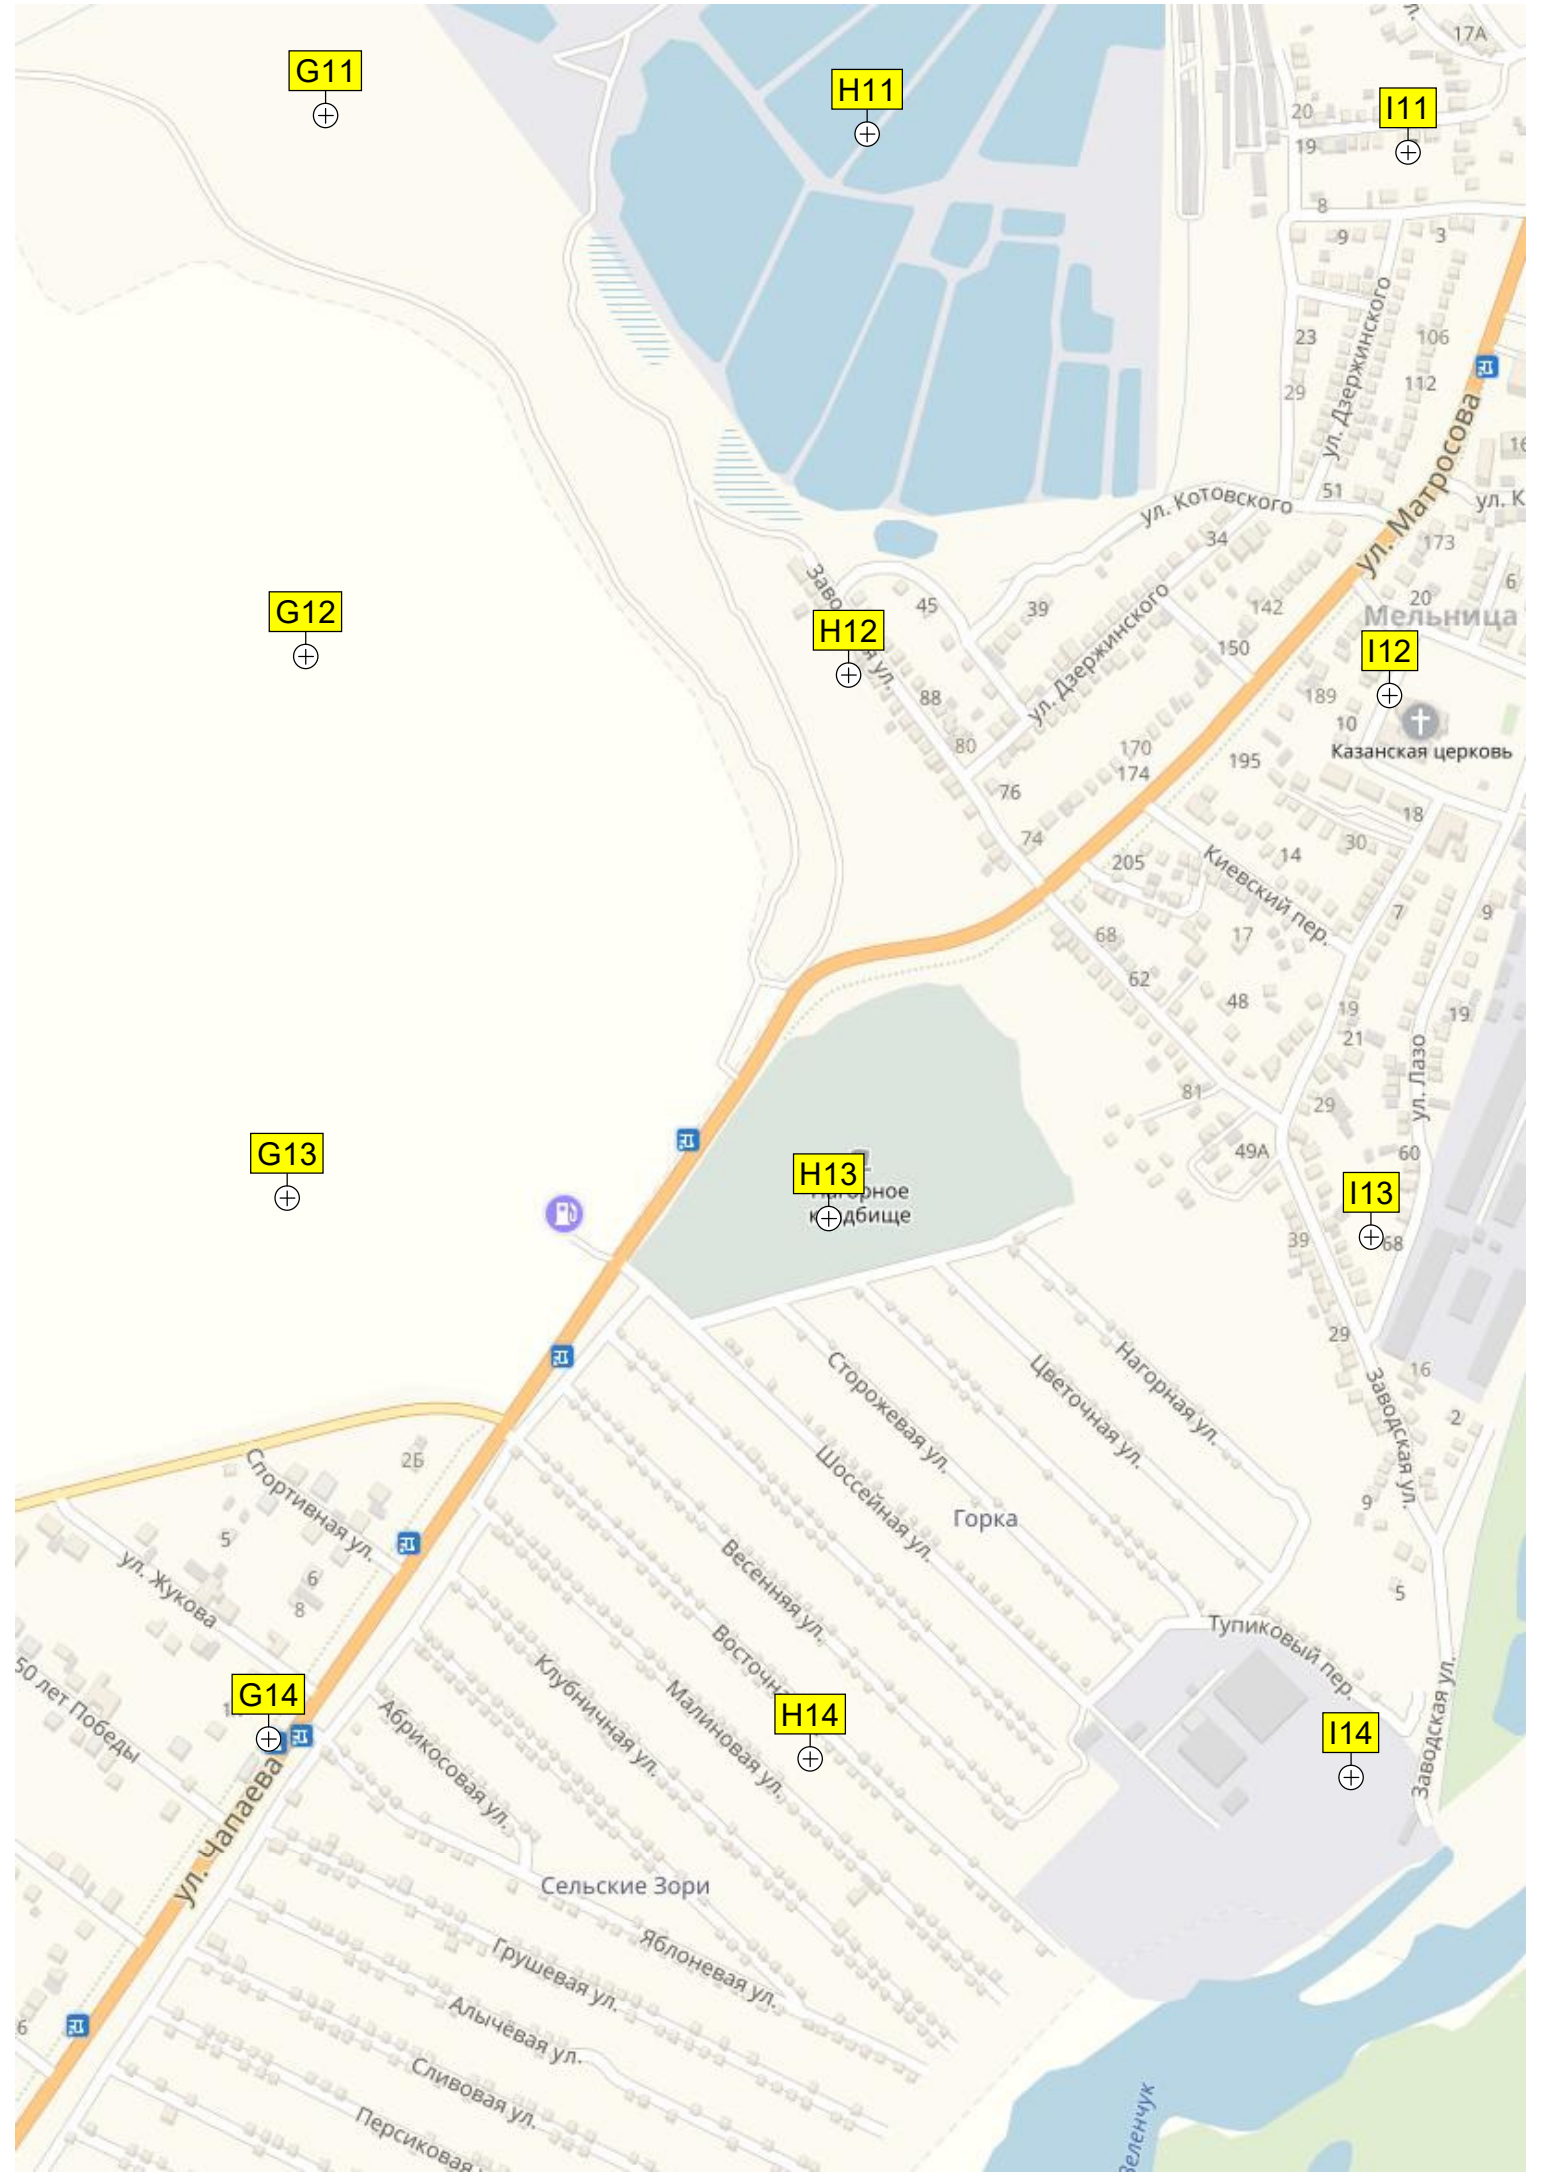 17А
G11
H11
20
I11
19
8
9
3
ул. Дзержинского
23
106
29
112
ул. Матросова
16
51
ул. Котовского
ул. К
34
173
6
45
39
142
20
Мельница
G12
H12
ул. Дзержинского
150
I12
88
189
10
80
170
Казанская церковь
174
195
76
18
74
30
205
14
Киевский пер.
7
9
68
17
62
48
19
19
21
ул. Лазо
81
29
49А
60
G13
H13
Нагорное
кладбище
I13
39
68
29
Сторожевая ул.
Цветочная ул.
Нагорная ул.
16
Заводская ул.
2
Спортивная ул.
2Б
Шоссейная ул.
9
Горка
5
ул. Жукова
6
8
Весенняя ул.
5
Тупиковый пер.
50 лет Победы
G14
Клубничная ул.
Малиновая ул.
H14
I14
Абрикосовая ул.
Заводская ул.
ул. Чапаева
Сельские Зори
Яблоневая ул.
Грушевая ул.
Алычёвая ул.
6
Сливовая ул.
Персиковая
Зеленчук